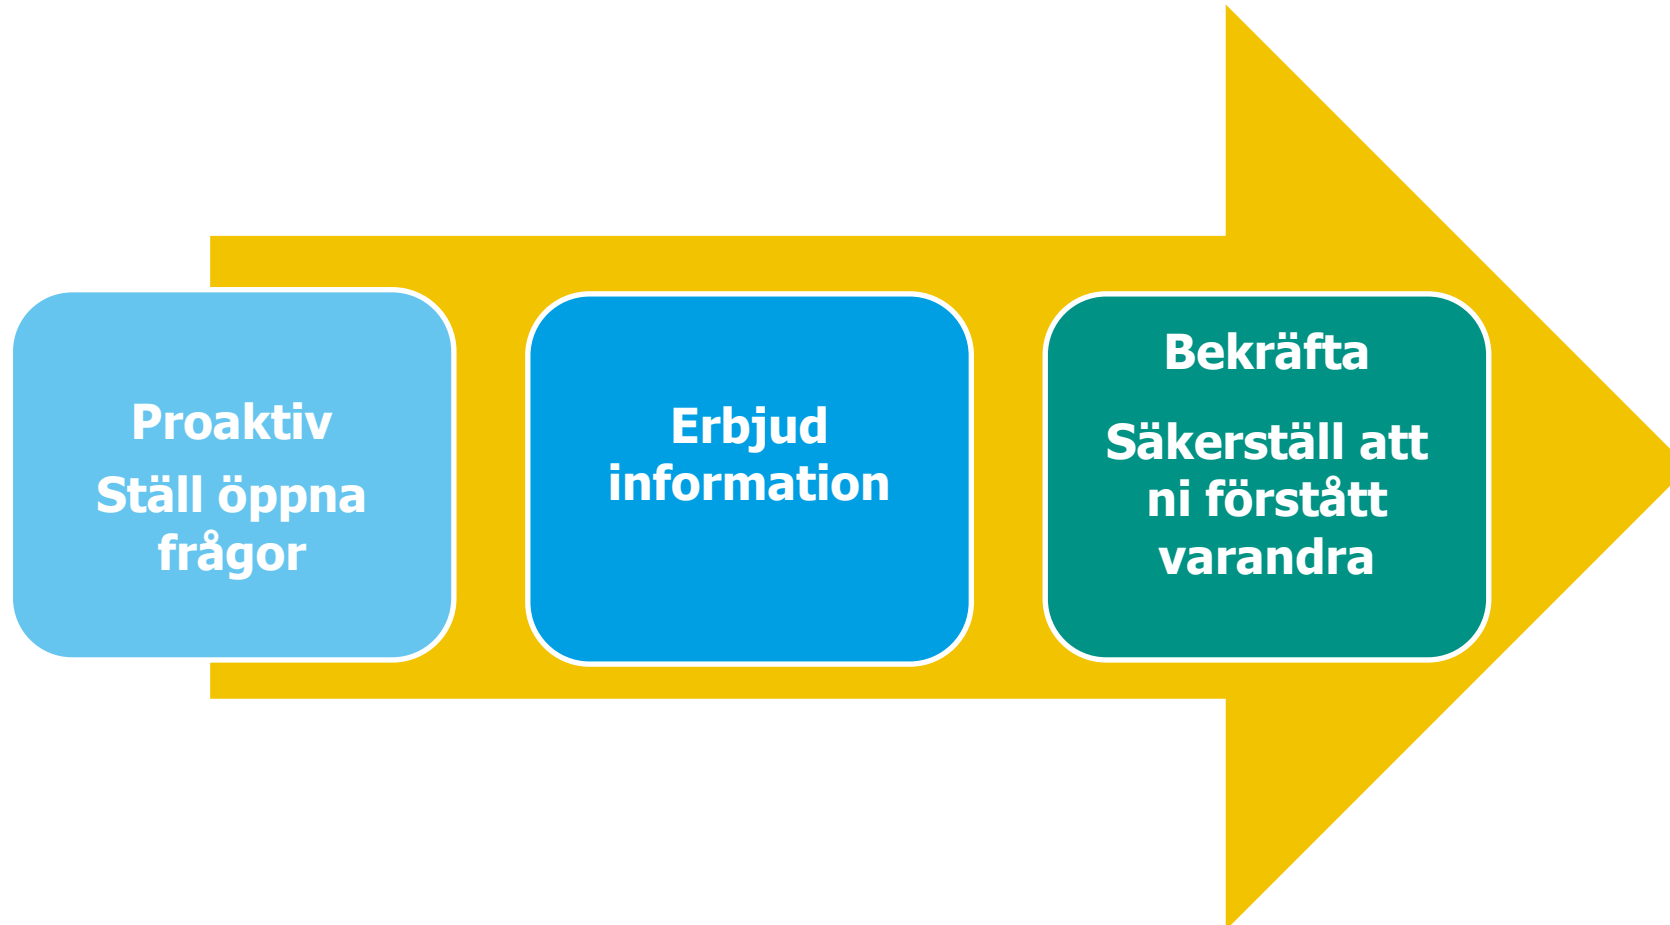 Proaktiv
Ställ öppna
frågor
Erbjud
information
Bekräfta
Säkerställ att
ni förstått
varandra